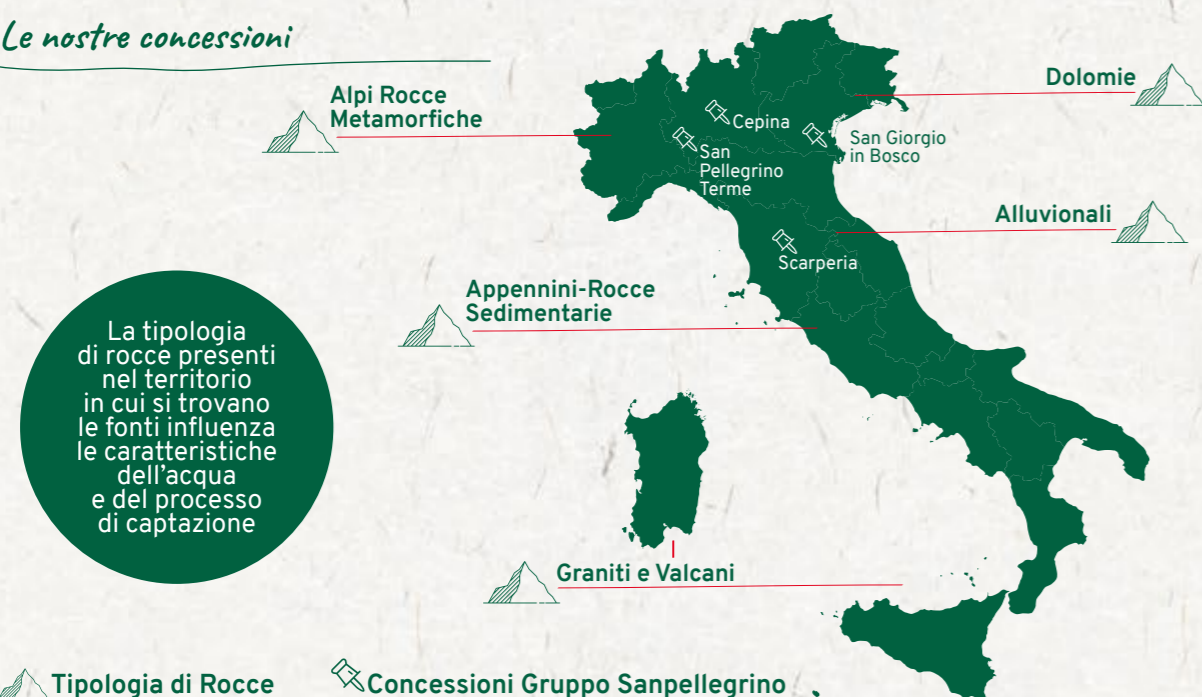 Le nostre concessioni
Alpi Rocce
Metamorfiche
Dolomie
Cepina
San
Pellegrino
Terme
San Giorgio
in Bosco
Alluvionali
Scarperia
Appennini-Rocce
Sedimentarie
La tipologia
di rocce presenti
nel territorio
in cui si trovano
le fonti influenza
le caratteristiche
dell'acqua
e del processo
di captazione
Graniti e Valcani
Tipologia di Rocce
Concessioni Gruppo Sanpellegrino